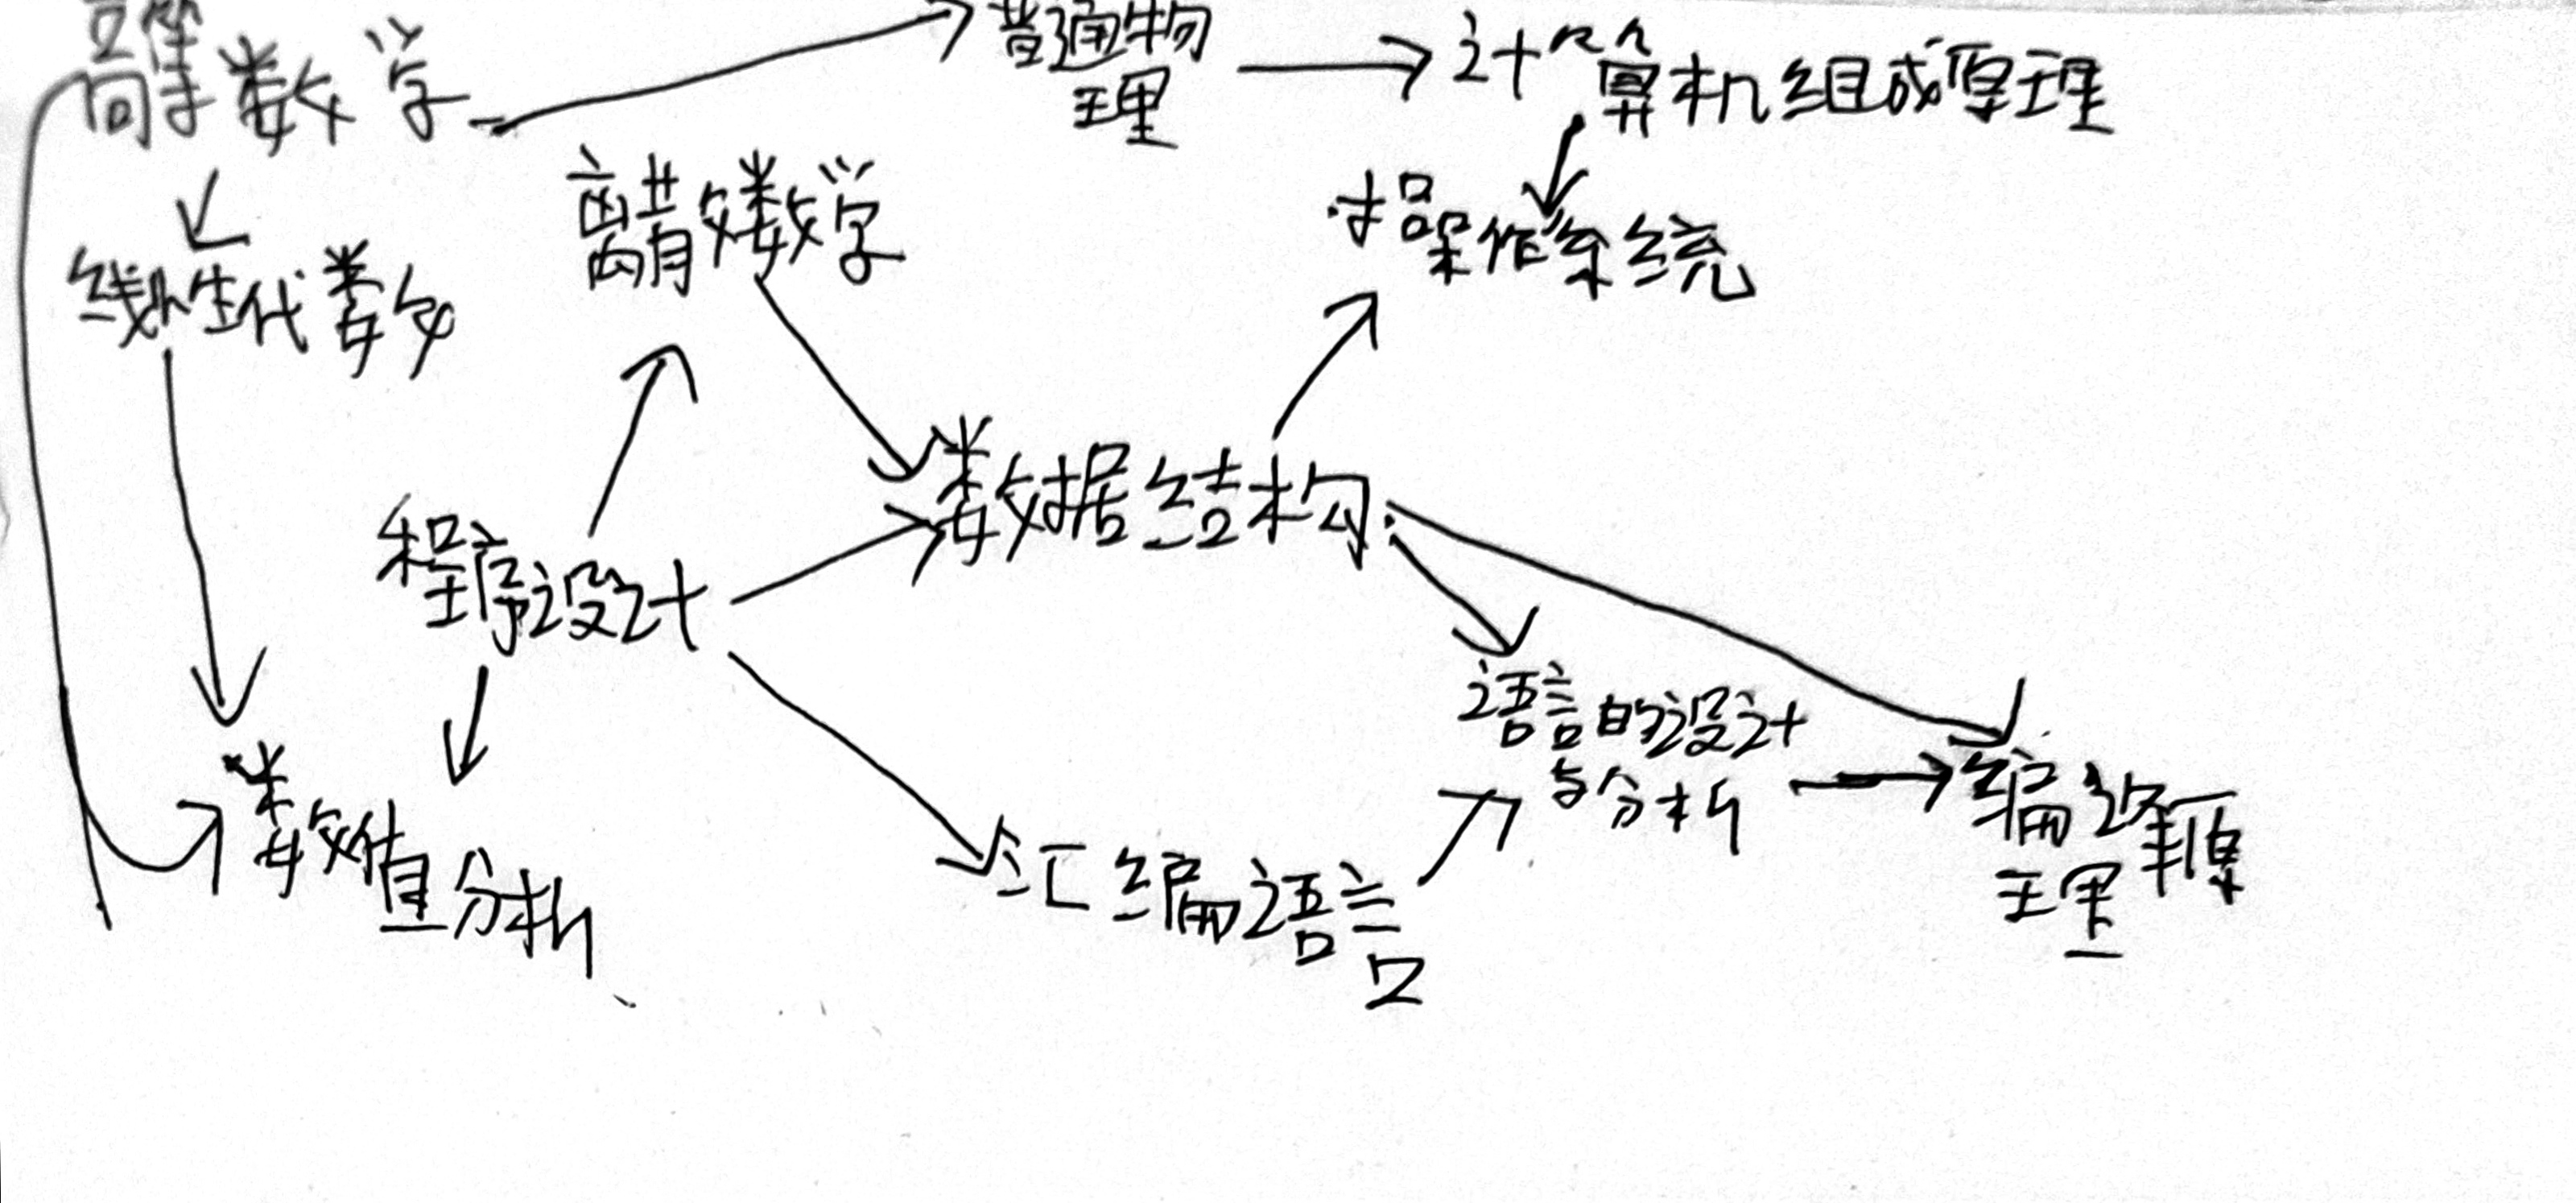 高等数学
普通物
理
计算机组成原理
离散数学
操作系统
线性代数
数据结构
程序设计
语言的设计
与分析
数值分析
汇编语言
编译原
理